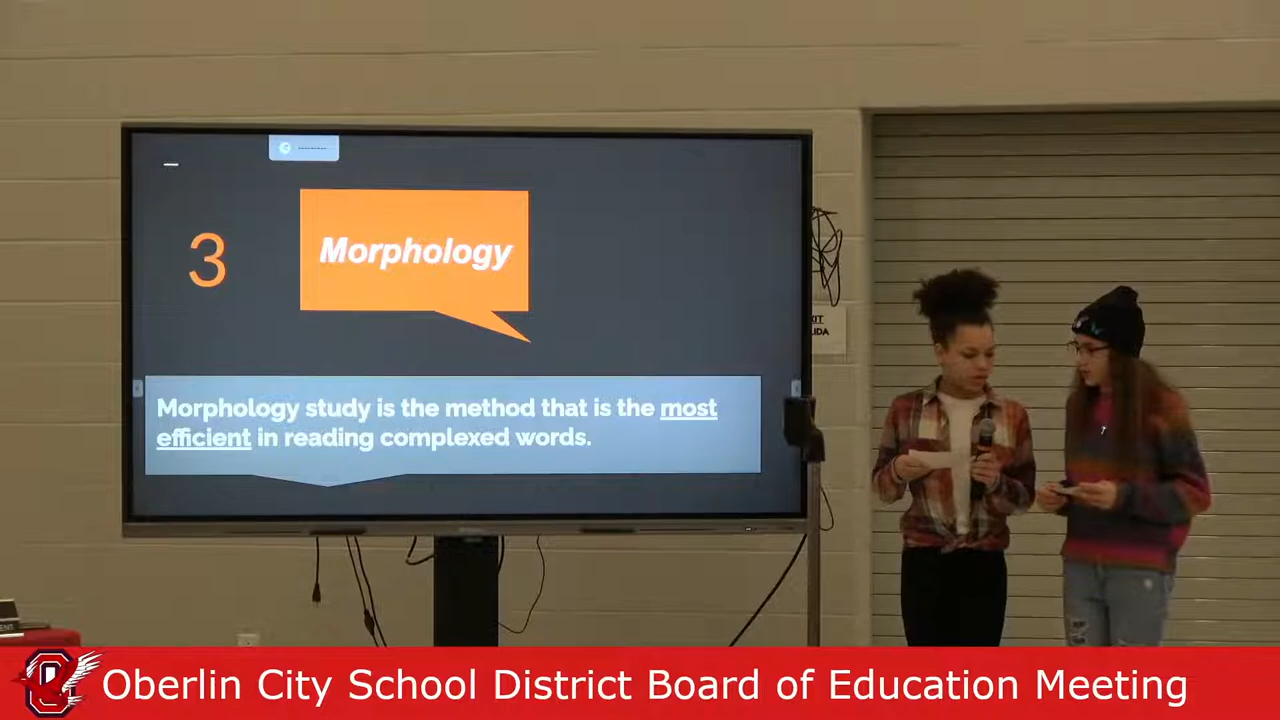 3
Morphology
Morphology study is the method that is the most
efficient in reading complexed words.
Oberlin City School District Board of Education Meeting